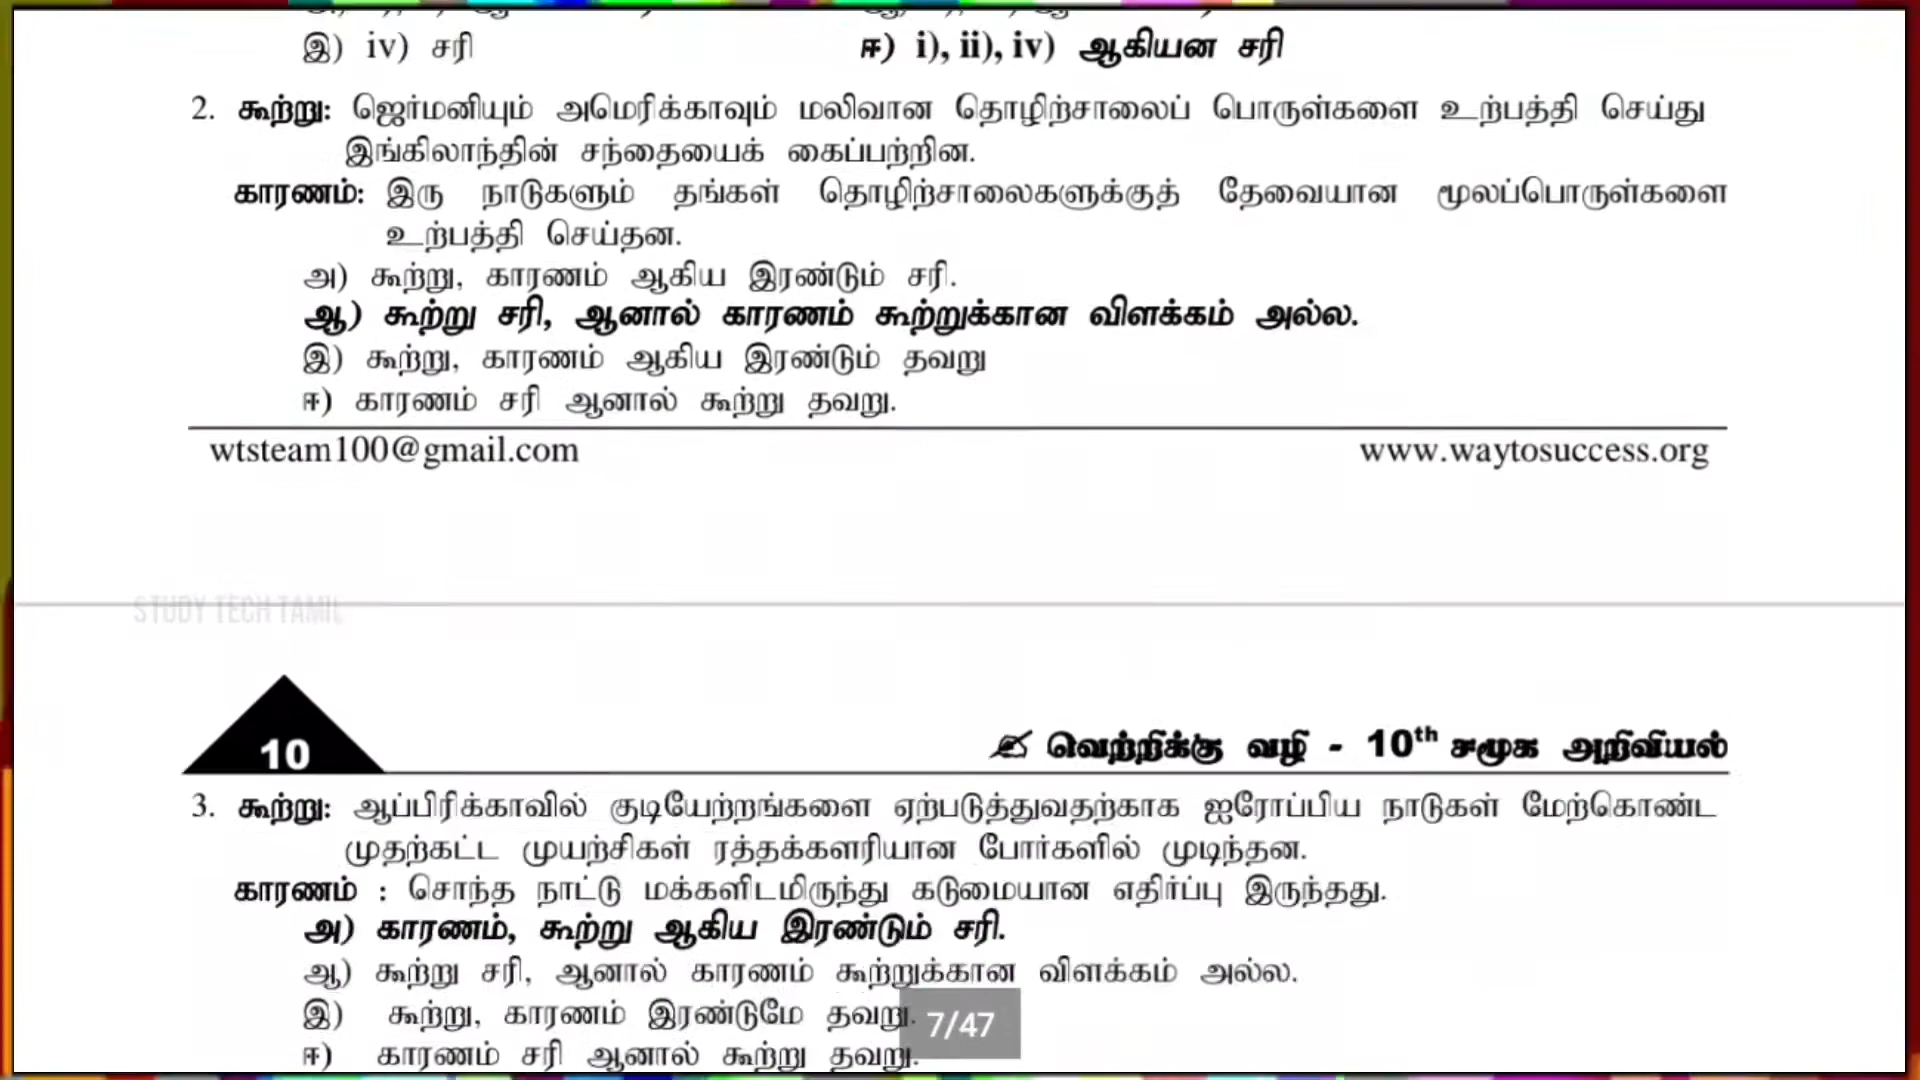 இ) iv) சரி ஈ) i), ii), iv) ஆகியன சரி
2. கூற்று: ஜெர்மனியும் அமெரிக்காவும் மலிவான தொழிற்சாலைப் பொருள்களை உற்பத்தி செய்து
இங்கிலாந்தின் சந்தையைக் கைப்பற்றின.
காரணம்: இரு நாடுகளும் தங்கள் தொழிற்சாலைகளுக்குத் தேவையான மூலப்பொருள்களை
உற்பத்தி செய்தன.
அ) கூற்று, காரணம் ஆகிய இரண்டும் சரி.
ஆ) கூற்று சரி, ஆனால் காரணம் கூற்றுக்கான விளக்கம் அல்ல.
இ) கூற்று, காரணம் ஆகிய இரண்டும் தவறு
ஈ) காரணம் சரி ஆனால் கூற்று தவறு.
wtsteam100@gmail.com www.waytosuccess.org
STUDY TECH TAMIL
10 வெற்றிக்கு வழி - 10th சமூக அறிவியல்
3. கூற்று: ஆப்பிரிக்காவில் குடியேற்றங்களை ஏற்படுத்துவதற்காக ஐரோப்பிய நாடுகள் மேற்கொண்ட
முதற்கட்ட முயற்சிகள் ரத்தக்களரியான போர்களில் முடிந்தன.
காரணம் : சொந்த நாட்டு மக்களிடமிருந்து கடுமையான எதிர்ப்பு இருந்தது.
அ) காரணம், கூற்று ஆகிய இரண்டும் சரி.
ஆ) கூற்று சரி, ஆனால் காரணம் கூற்றுக்கான விளக்கம் அல்ல.
இ) கூற்று, காரணம் இரண்டுமே தவறு.
7/47
ஈ) காரணம் சரி ஆனால் கூற்று தவறு.